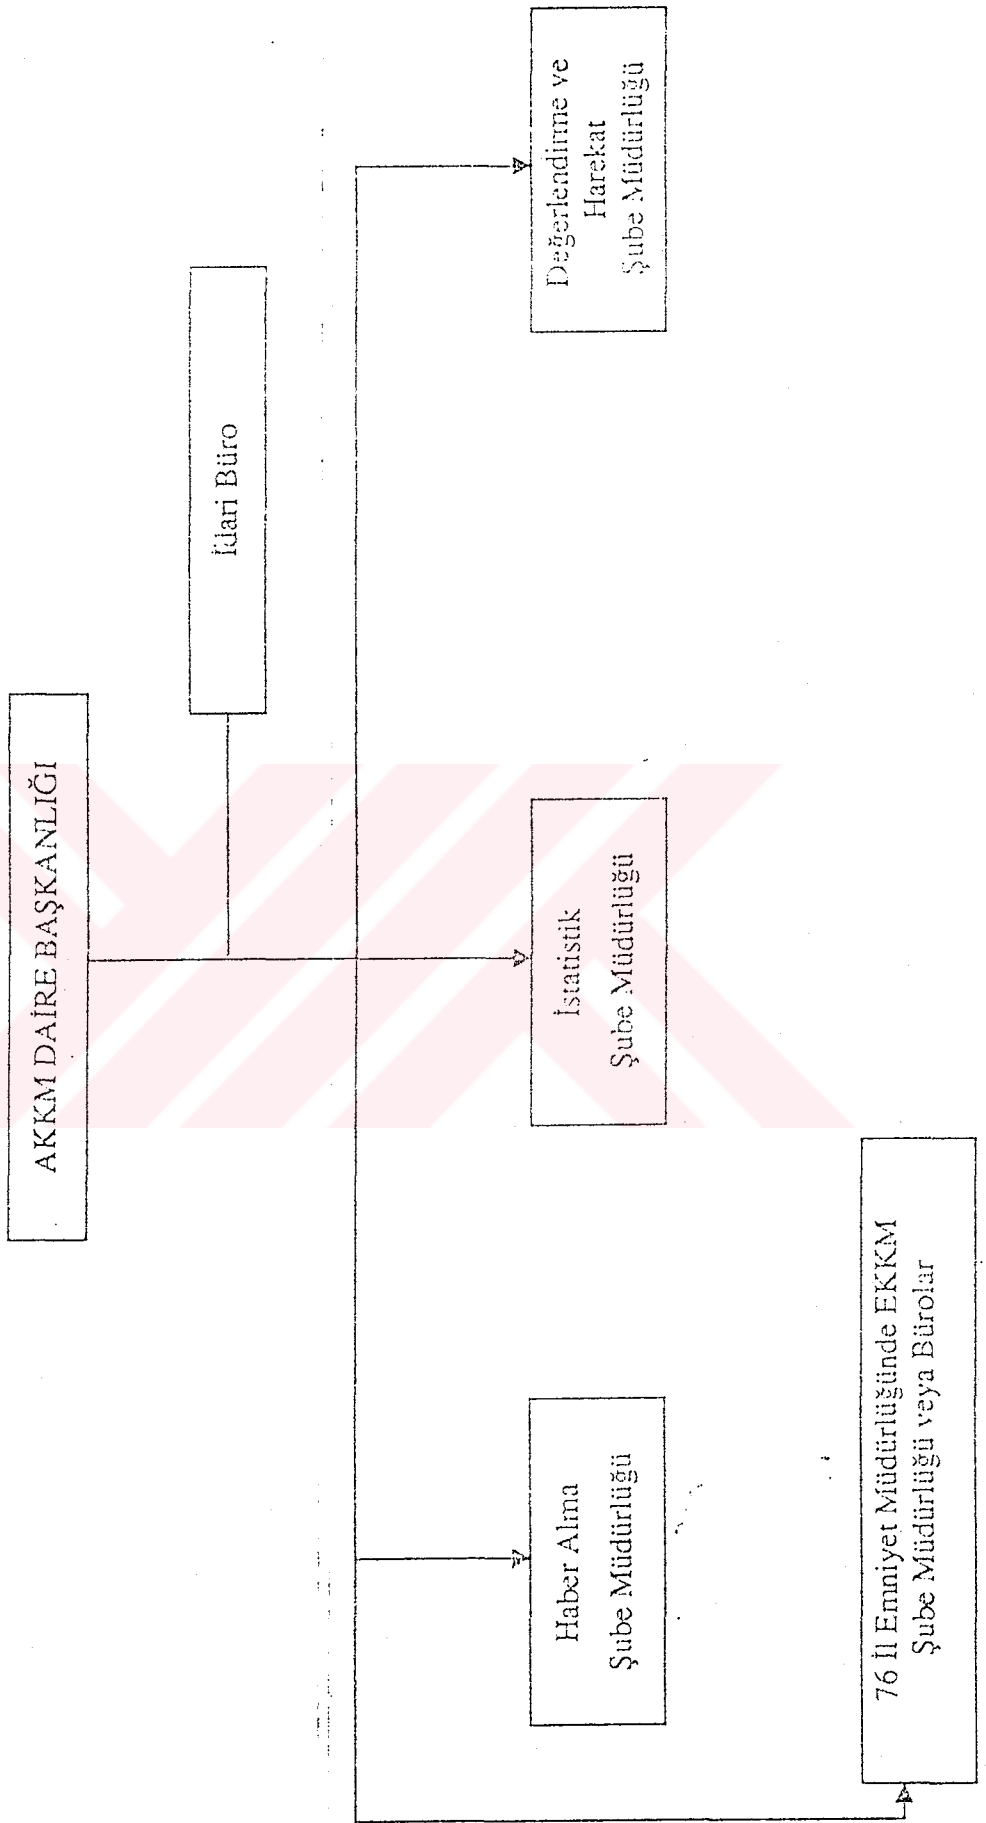 AKKM DAİRE BAŞKANLIĞI
İdari Büro
Haber Alma
Şube Müdürlüğü
İstatistik
Şube Müdürlüğü
Değerlendirme ve
Harekat
Şube Müdürlüğü
76 İl Emniyet Müdürlüğünde EKKM
Şube Müdürlüğü veya Bürolar